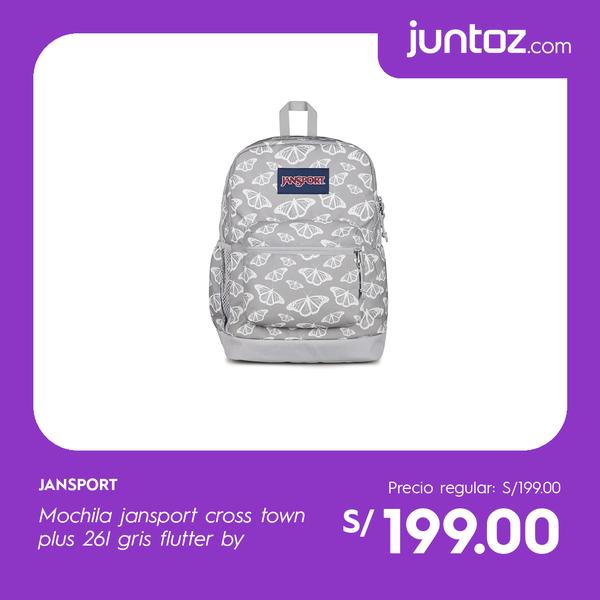 juntoz.com
JANSPORT
JANSPORT
Mochila jansport cross town
plus 26l gris flutter by
Precio regular: S/199.00
S/199.00